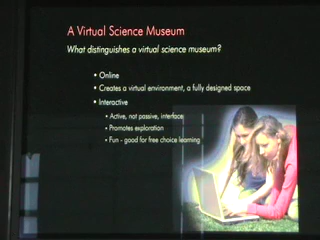 A Virtual Science Museum
What distinguishes a virtual science museum?
• Online
• Creates a virtual environment, a fully designed space
• Interactive
• Active, not passive, interface
• Promotes exploration
• Fun - good for free choice learning